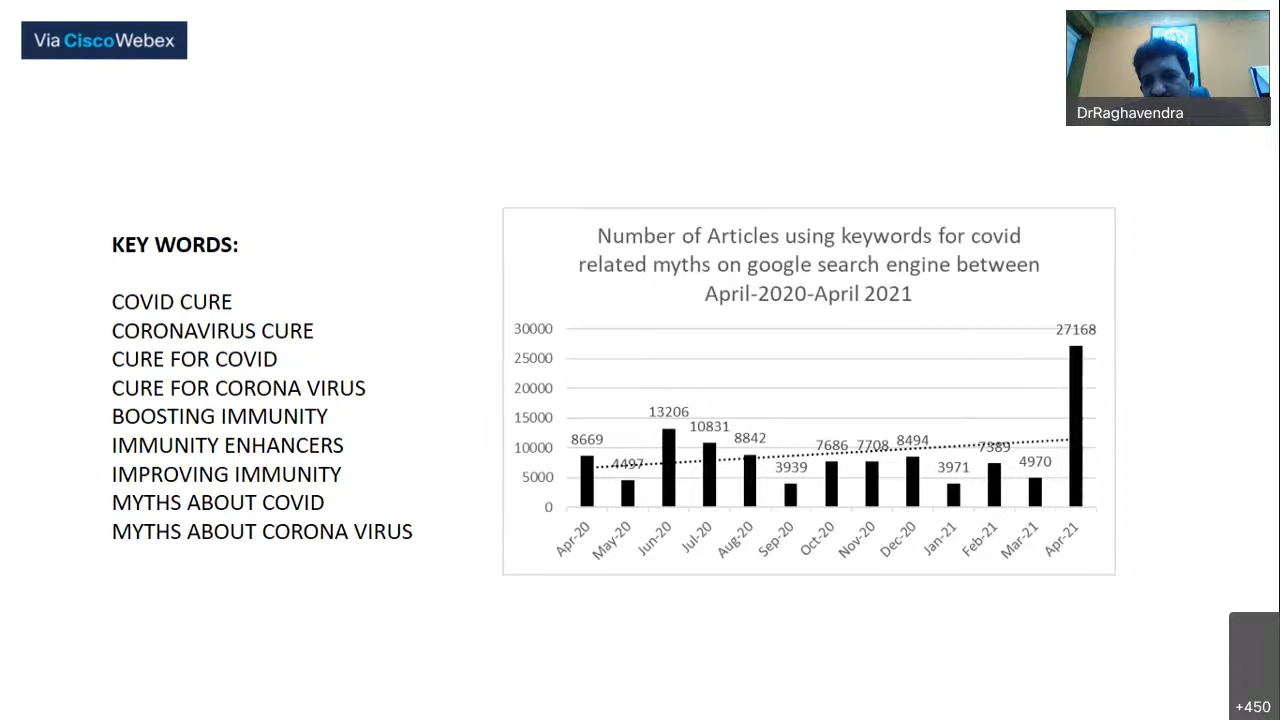 Via CiscoWebex
DrRaghavendra
KEY WORDS:
COVID CURE
CORONAVIRUS CURE
CURE FOR COVID
CURE FOR CORONA VIRUS
BOOSTING IMMUNITY
IMMUNITY ENHANCERS
IMPROVING IMMUNITY
MYTHS ABOUT COVID
MYTHS ABOUT CORONA VIRUS
Number of Articles using keywords for covid
related myths on google search engine between
April-2020-April 2021
30000
25000
20000
15000
10000
5000
0
8669
4497
13206
10831
8842
3939
7686
7708
8494
3971
7389
4970
27168
Apr-20
May-20
Jun-20
Jul-20
Aug-20
Sep-20
Oct-20
Nov-20
Dec-20
Jan-21
Feb-21
Mar-21
Apr-21
+450